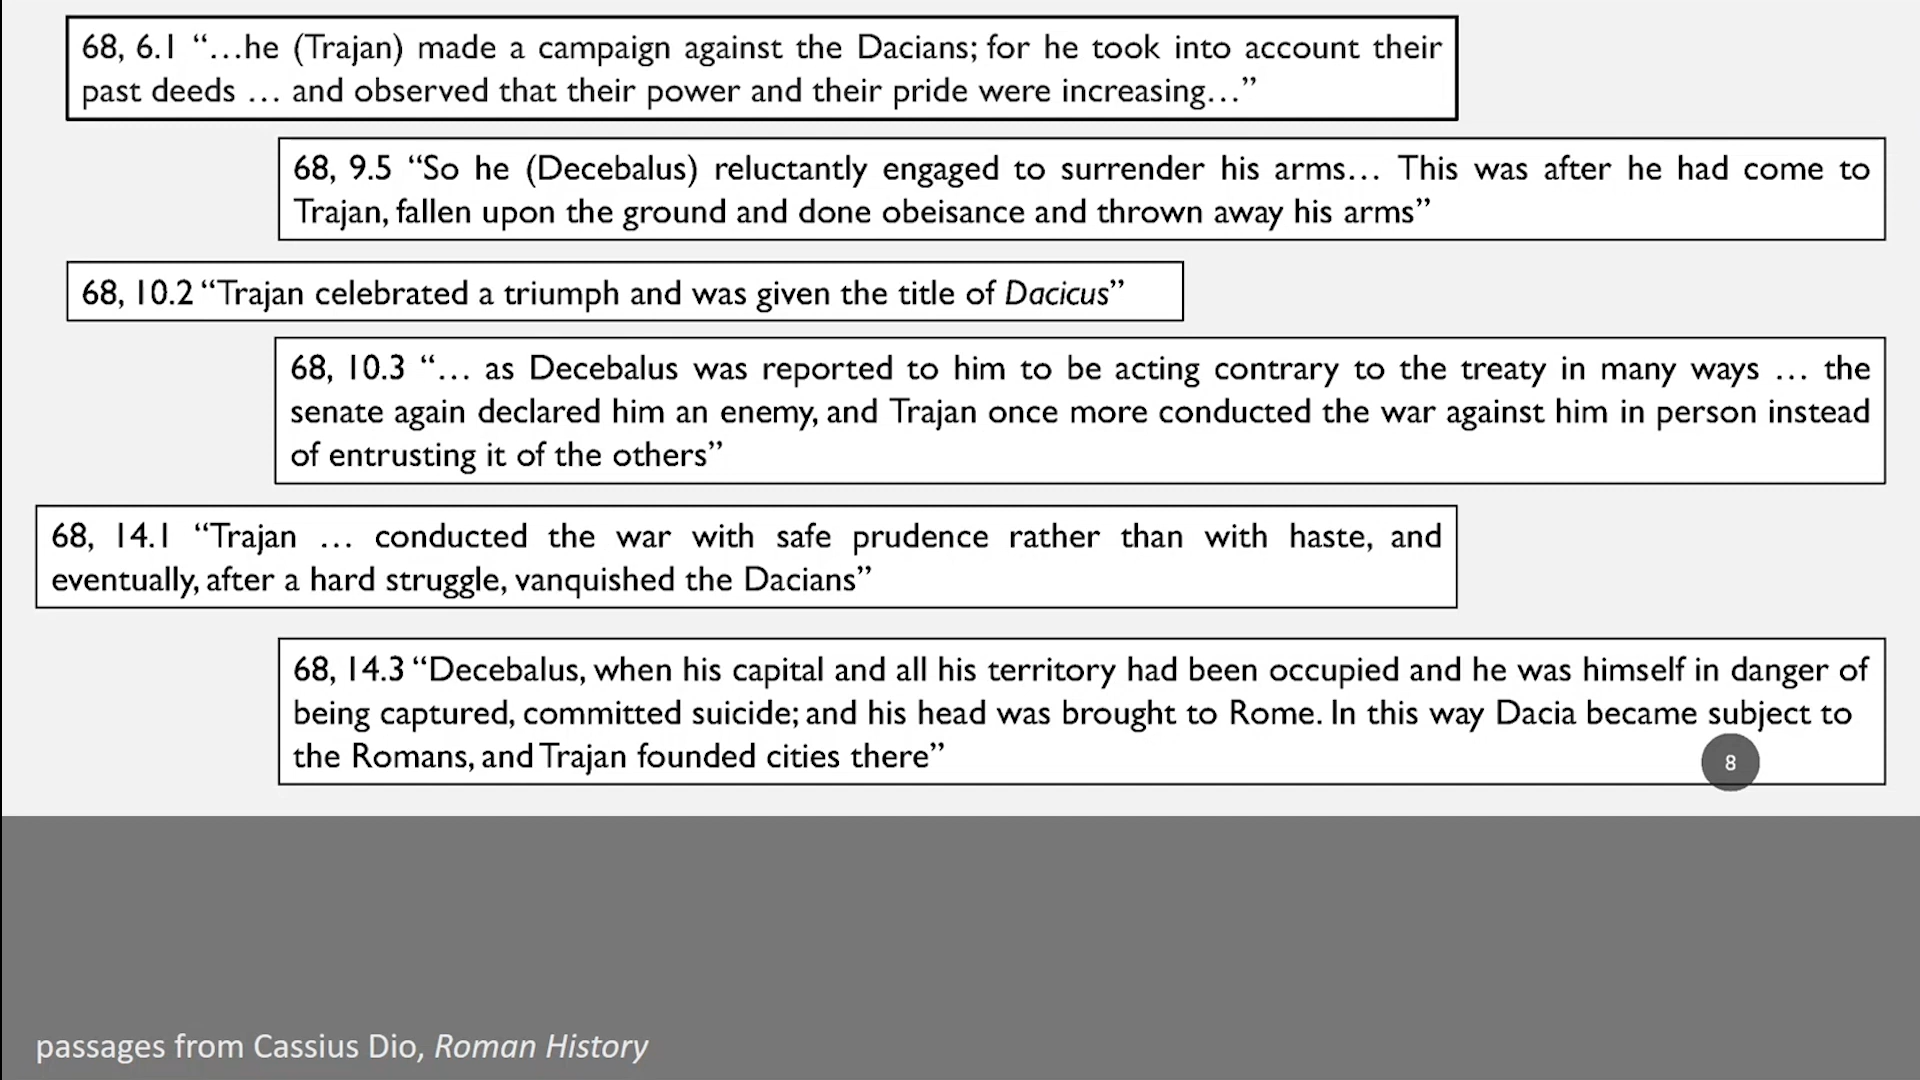 68, 6.1 “…he (Trajan) made a campaign against the Dacians; for he took into account their
past deeds … and observed that their power and their pride were increasing…”
68, 9.5 “So he (Decebalus) reluctantly engaged to surrender his arms… This was after he had come to
Trajan, fallen upon the ground and done obeisance and thrown away his arms”
68, 10.2 “Trajan celebrated a triumph and was given the title of Dacicus”
68, 10.3 “… as Decebalus was reported to him to be acting contrary to the treaty in many ways … the
senate again declared him an enemy, and Trajan once more conducted the war against him in person instead
of entrusting it of the others”
68, 14.1 “Trajan … conducted the war with safe prudence rather than with haste, and
eventually, after a hard struggle, vanquished the Dacians”
68, 14.3 “Decebalus, when his capital and all his territory had been occupied and he was himself in danger of
being captured, committed suicide; and his head was brought to Rome. In this way Dacia became subject to
the Romans, and Trajan founded cities there”
8
passages from Cassius Dio, Roman History